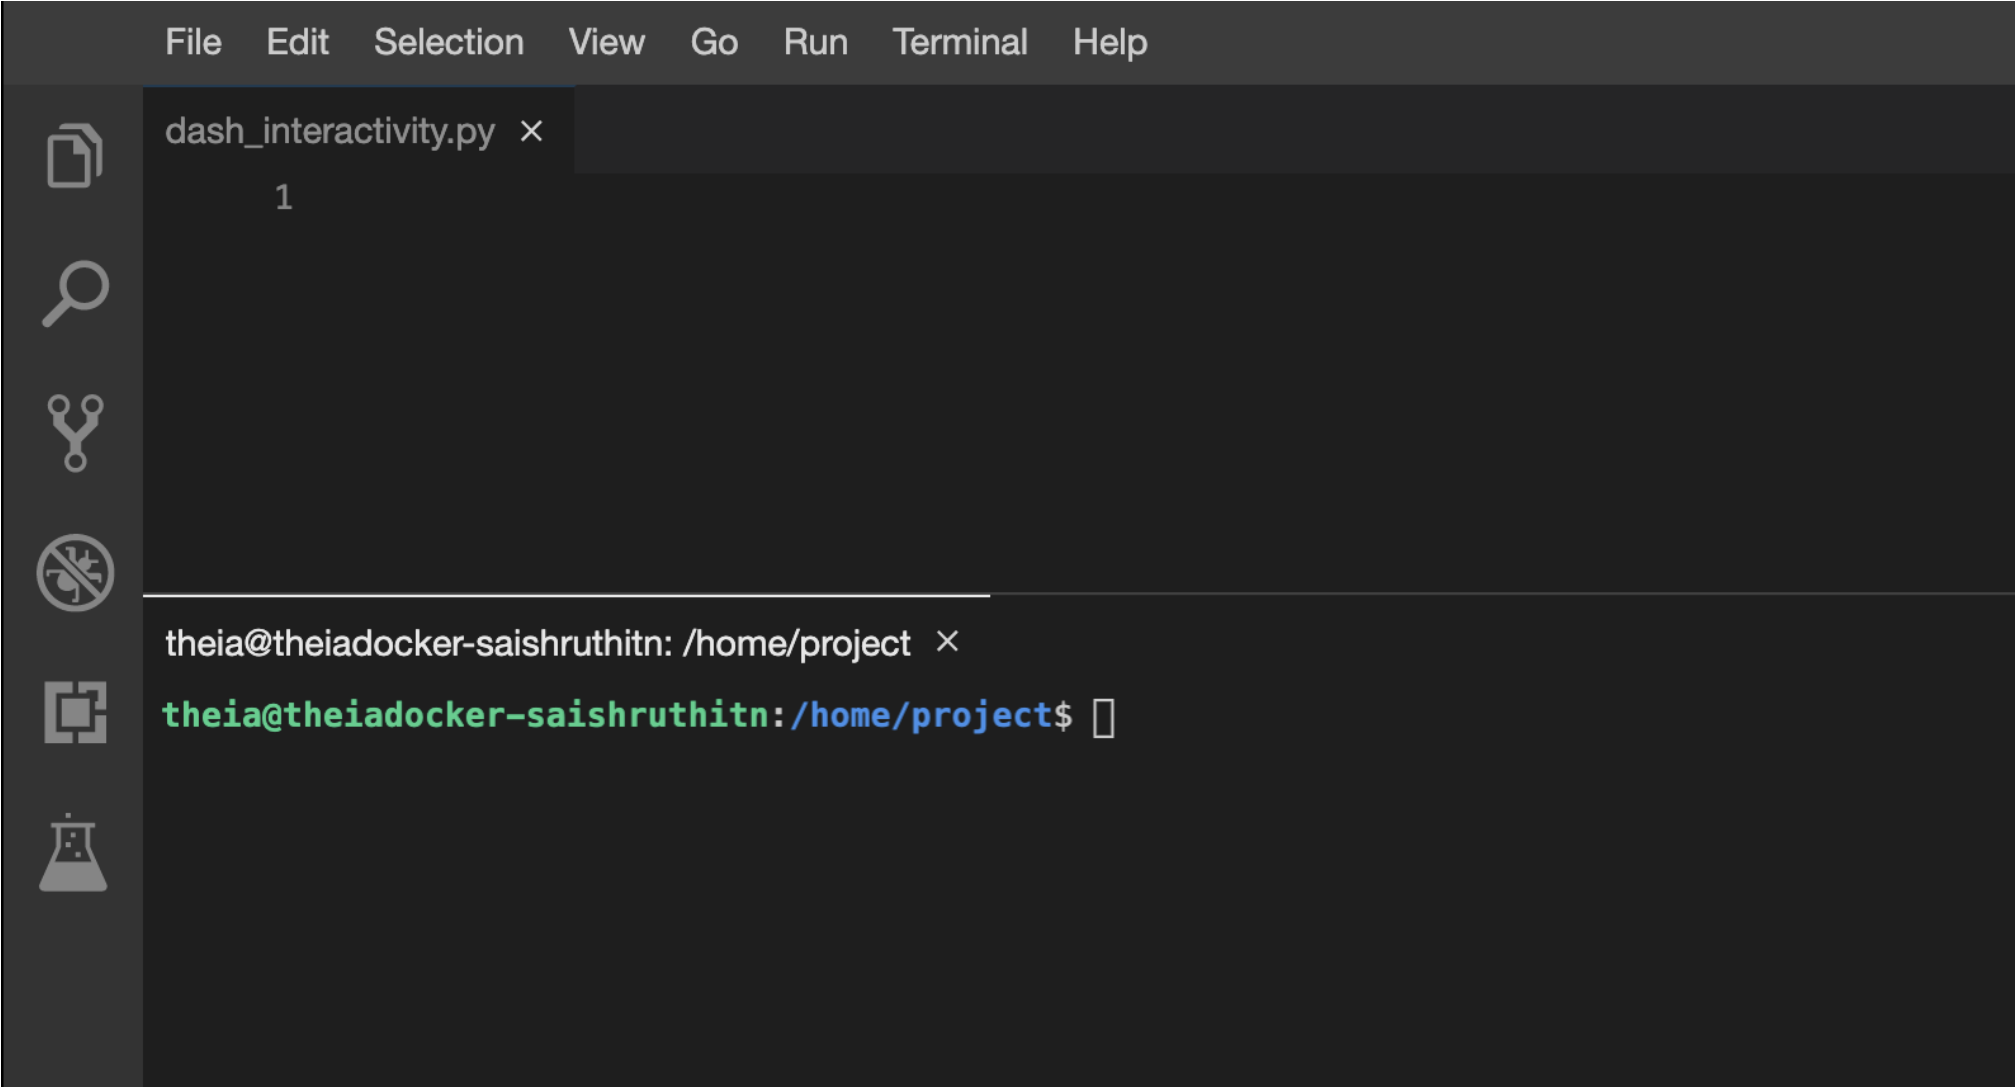 File Edit Selection View Go Run Terminal Help
dash_interactivity.py ×
1
theia@theiadocker-saishruthitn: /home/project ×
theia@theiadocker-saishruthitn:/home/project$